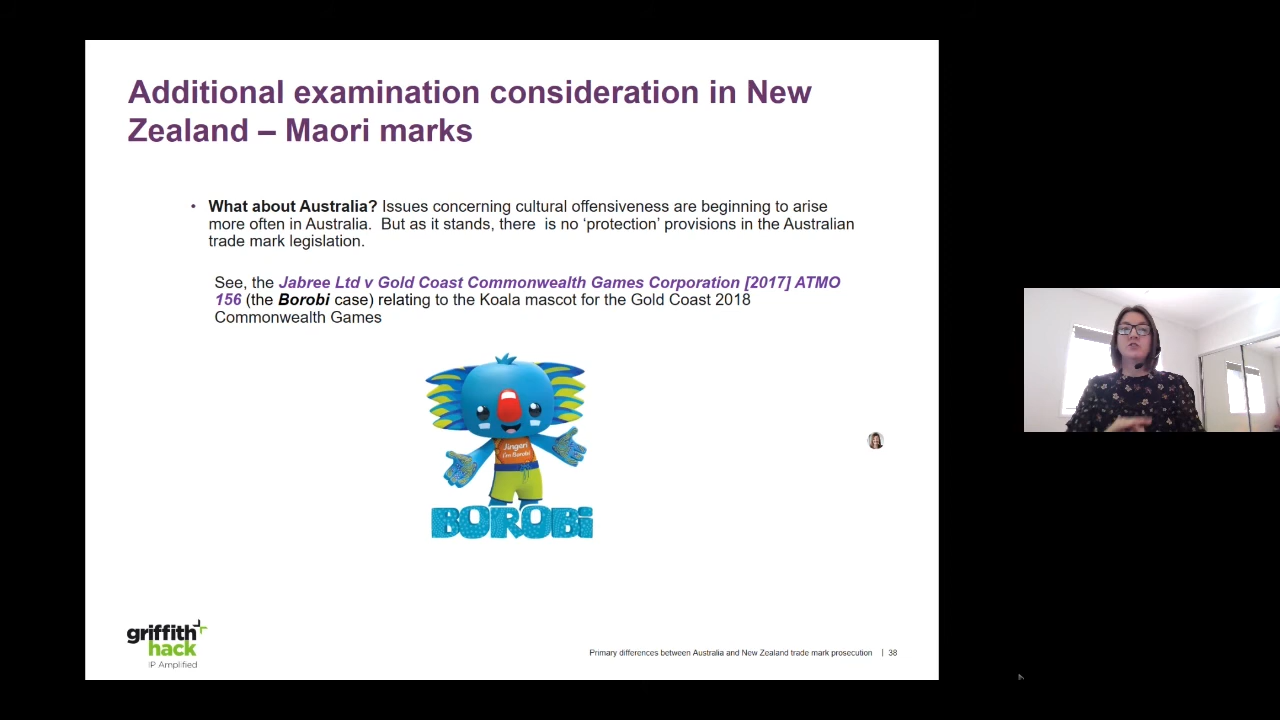 Additional examination consideration in New
Zealand – Maori marks
• What about Australia? Issues concerning cultural offensiveness are beginning to arise
more often in Australia. But as it stands, there is no ‘protection’ provisions in the Australian
trade mark legislation.
See, the Jabree Ltd v Gold Coast Commonwealth Games Corporation [2017] ATMO
156 (the Borobi case) relating to the Koala mascot for the Gold Coast 2018
Commonwealth Games
Jingeri
I'm Borobi
BOROBi
griffith
hack
IP Amplified
Primary differences between Australia and New Zealand trade mark prosecution | 38